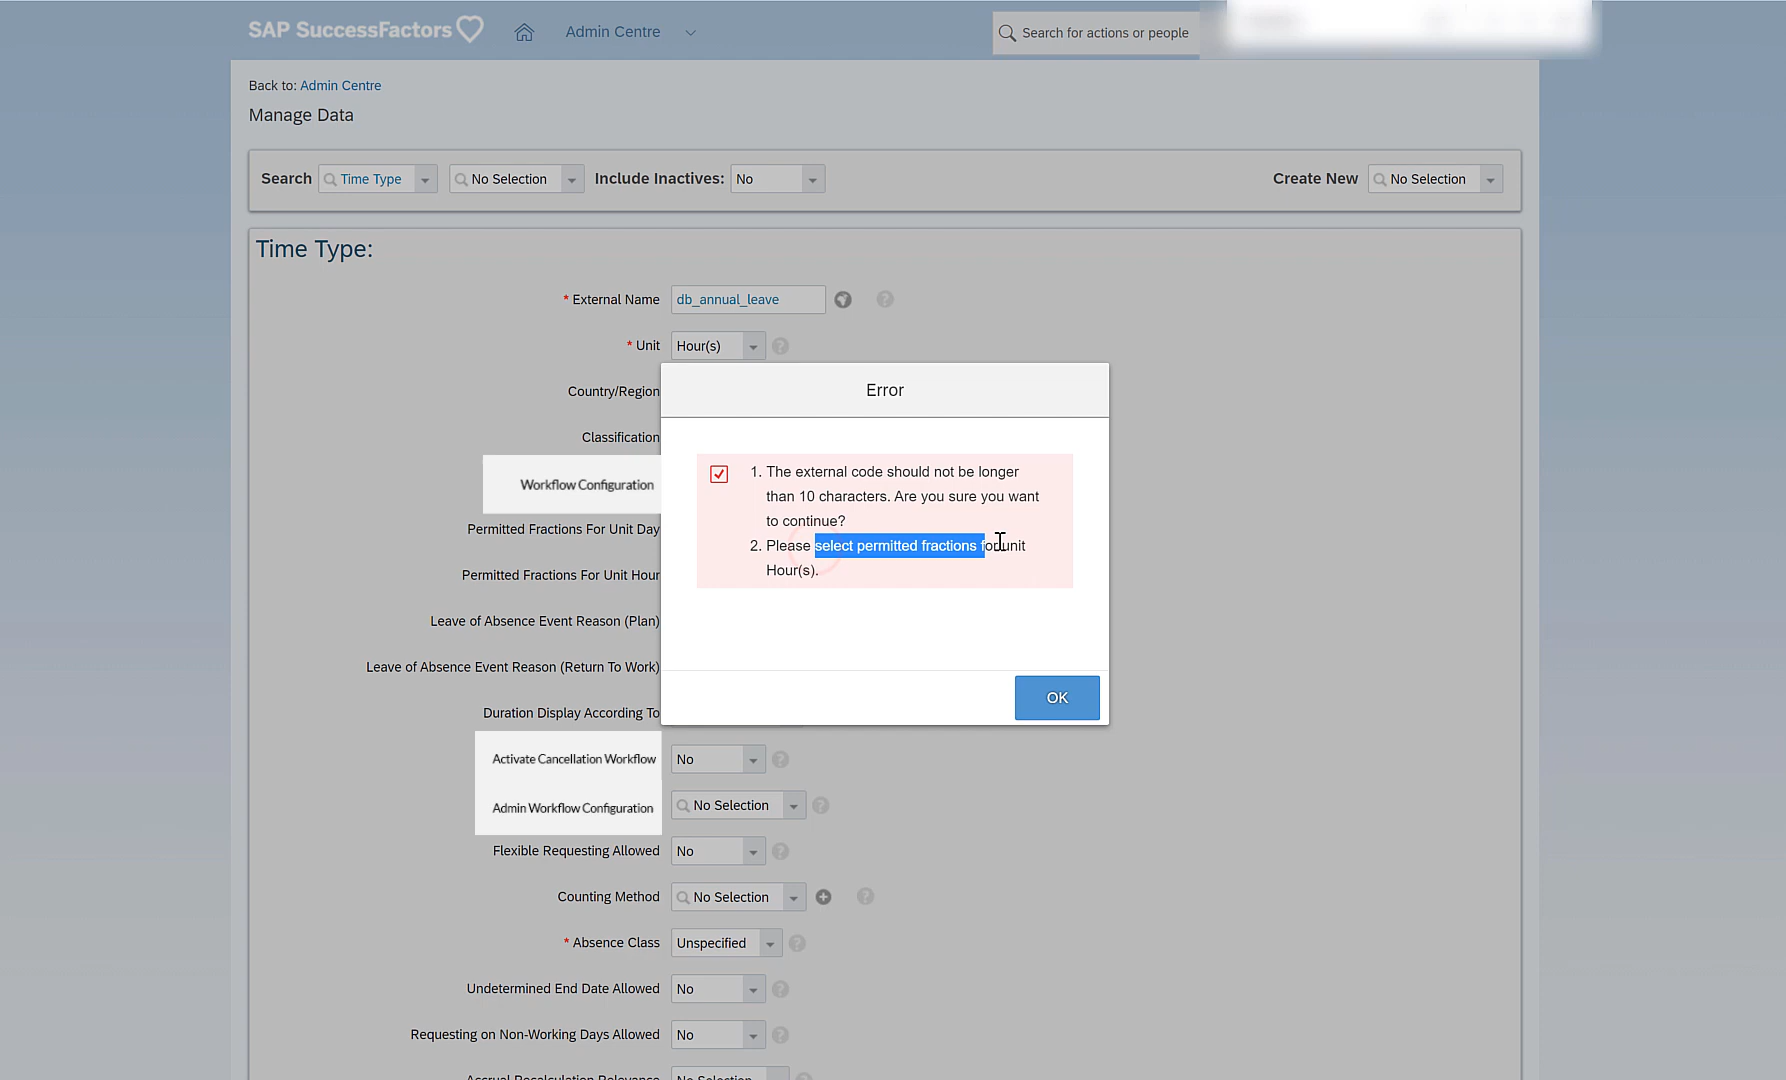 SAP SuccessFactors
Admin Centre
Search for actions or people
Back to: Admin Centre
Manage Data
Search
Time Type
No Selection
Include Inactives:
No
Create New
No Selection
Time Type:
* External Name
db_annual_leave
* Unit
Hour(s)
Country/Region
Classification
Workflow Configuration
Permitted Fractions For Unit Day
Permitted Fractions For Unit Hour
Leave of Absence Event Reason (Plan)
Leave of Absence Event Reason (Return To Work)
Duration Display According To
Error
1. The external code should not be longer
than 10 characters. Are you sure you want
to continue?
2. Please select permitted fractions for unit
Hour(s).
OK
Activate Cancellation Workflow
No
Admin Workflow Configuration
No Selection
Flexible Requesting Allowed
No
Counting Method
No Selection
* Absence Class
Unspecified
Undetermined End Date Allowed
No
Requesting on Non-Working Days Allowed
No
Accrual Recalculation Relevance
No Selection